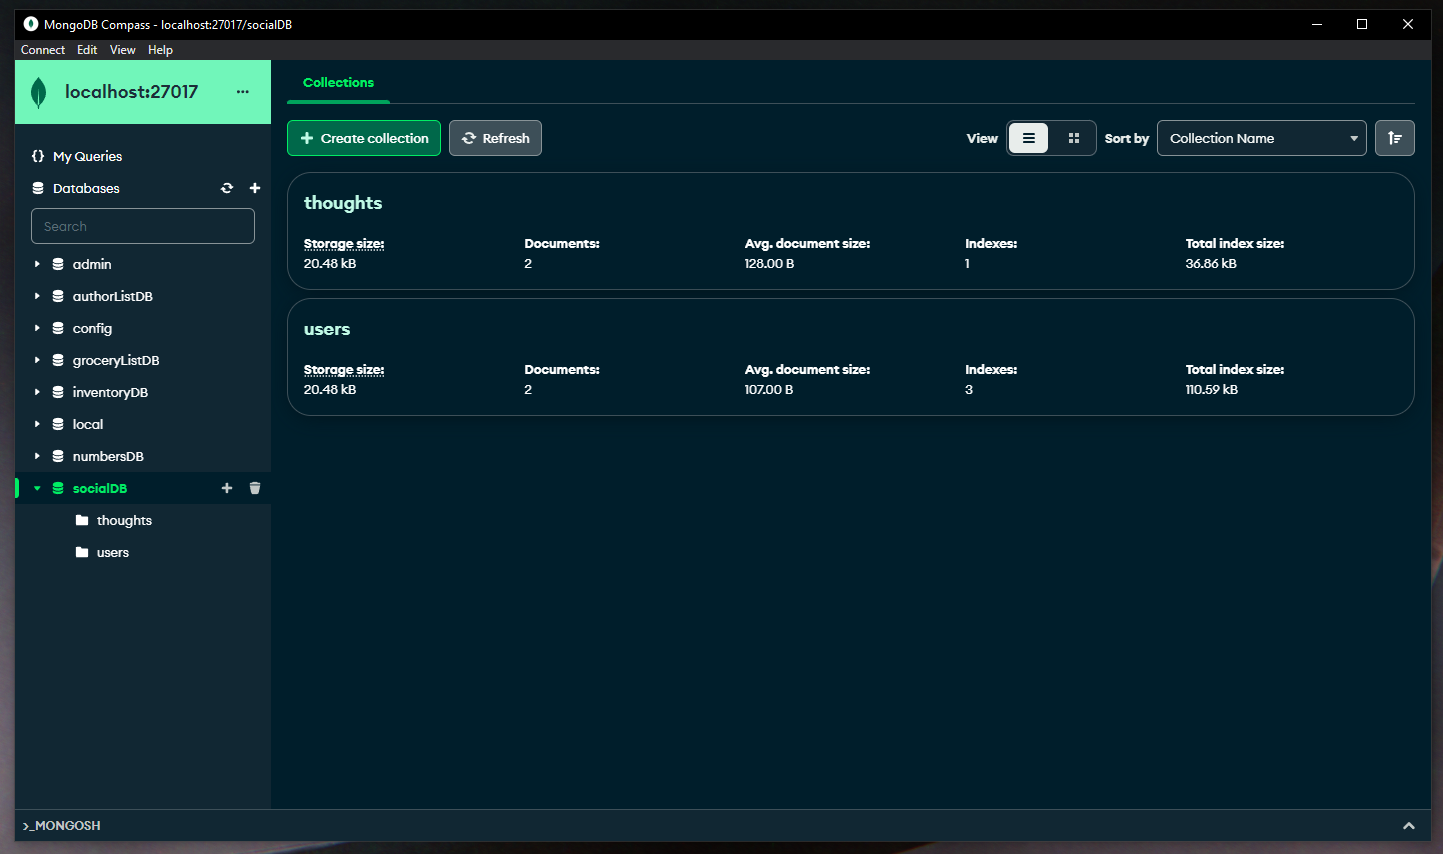 MongoDB Compass - localhost:27017/socialDB
Connect Edit View Help
localhost:27017 ...
{} My Queries
Databases
Search
admin
authorListDB
config
groceryListDB
inventoryDB
local
numbersDB
socialDB
thoughts
users
Collections
Create collection Refresh View Sort by Collection Name
thoughts
Storage size: Documents: Avg. document size: Indexes: Total index size:
20.48 kB 2 128.00 B 1 36.86 kB
users
Storage size: Documents: Avg. document size: Indexes: Total index size:
20.48 kB 2 107.00 B 3 110.59 kB
>_MONGOSH